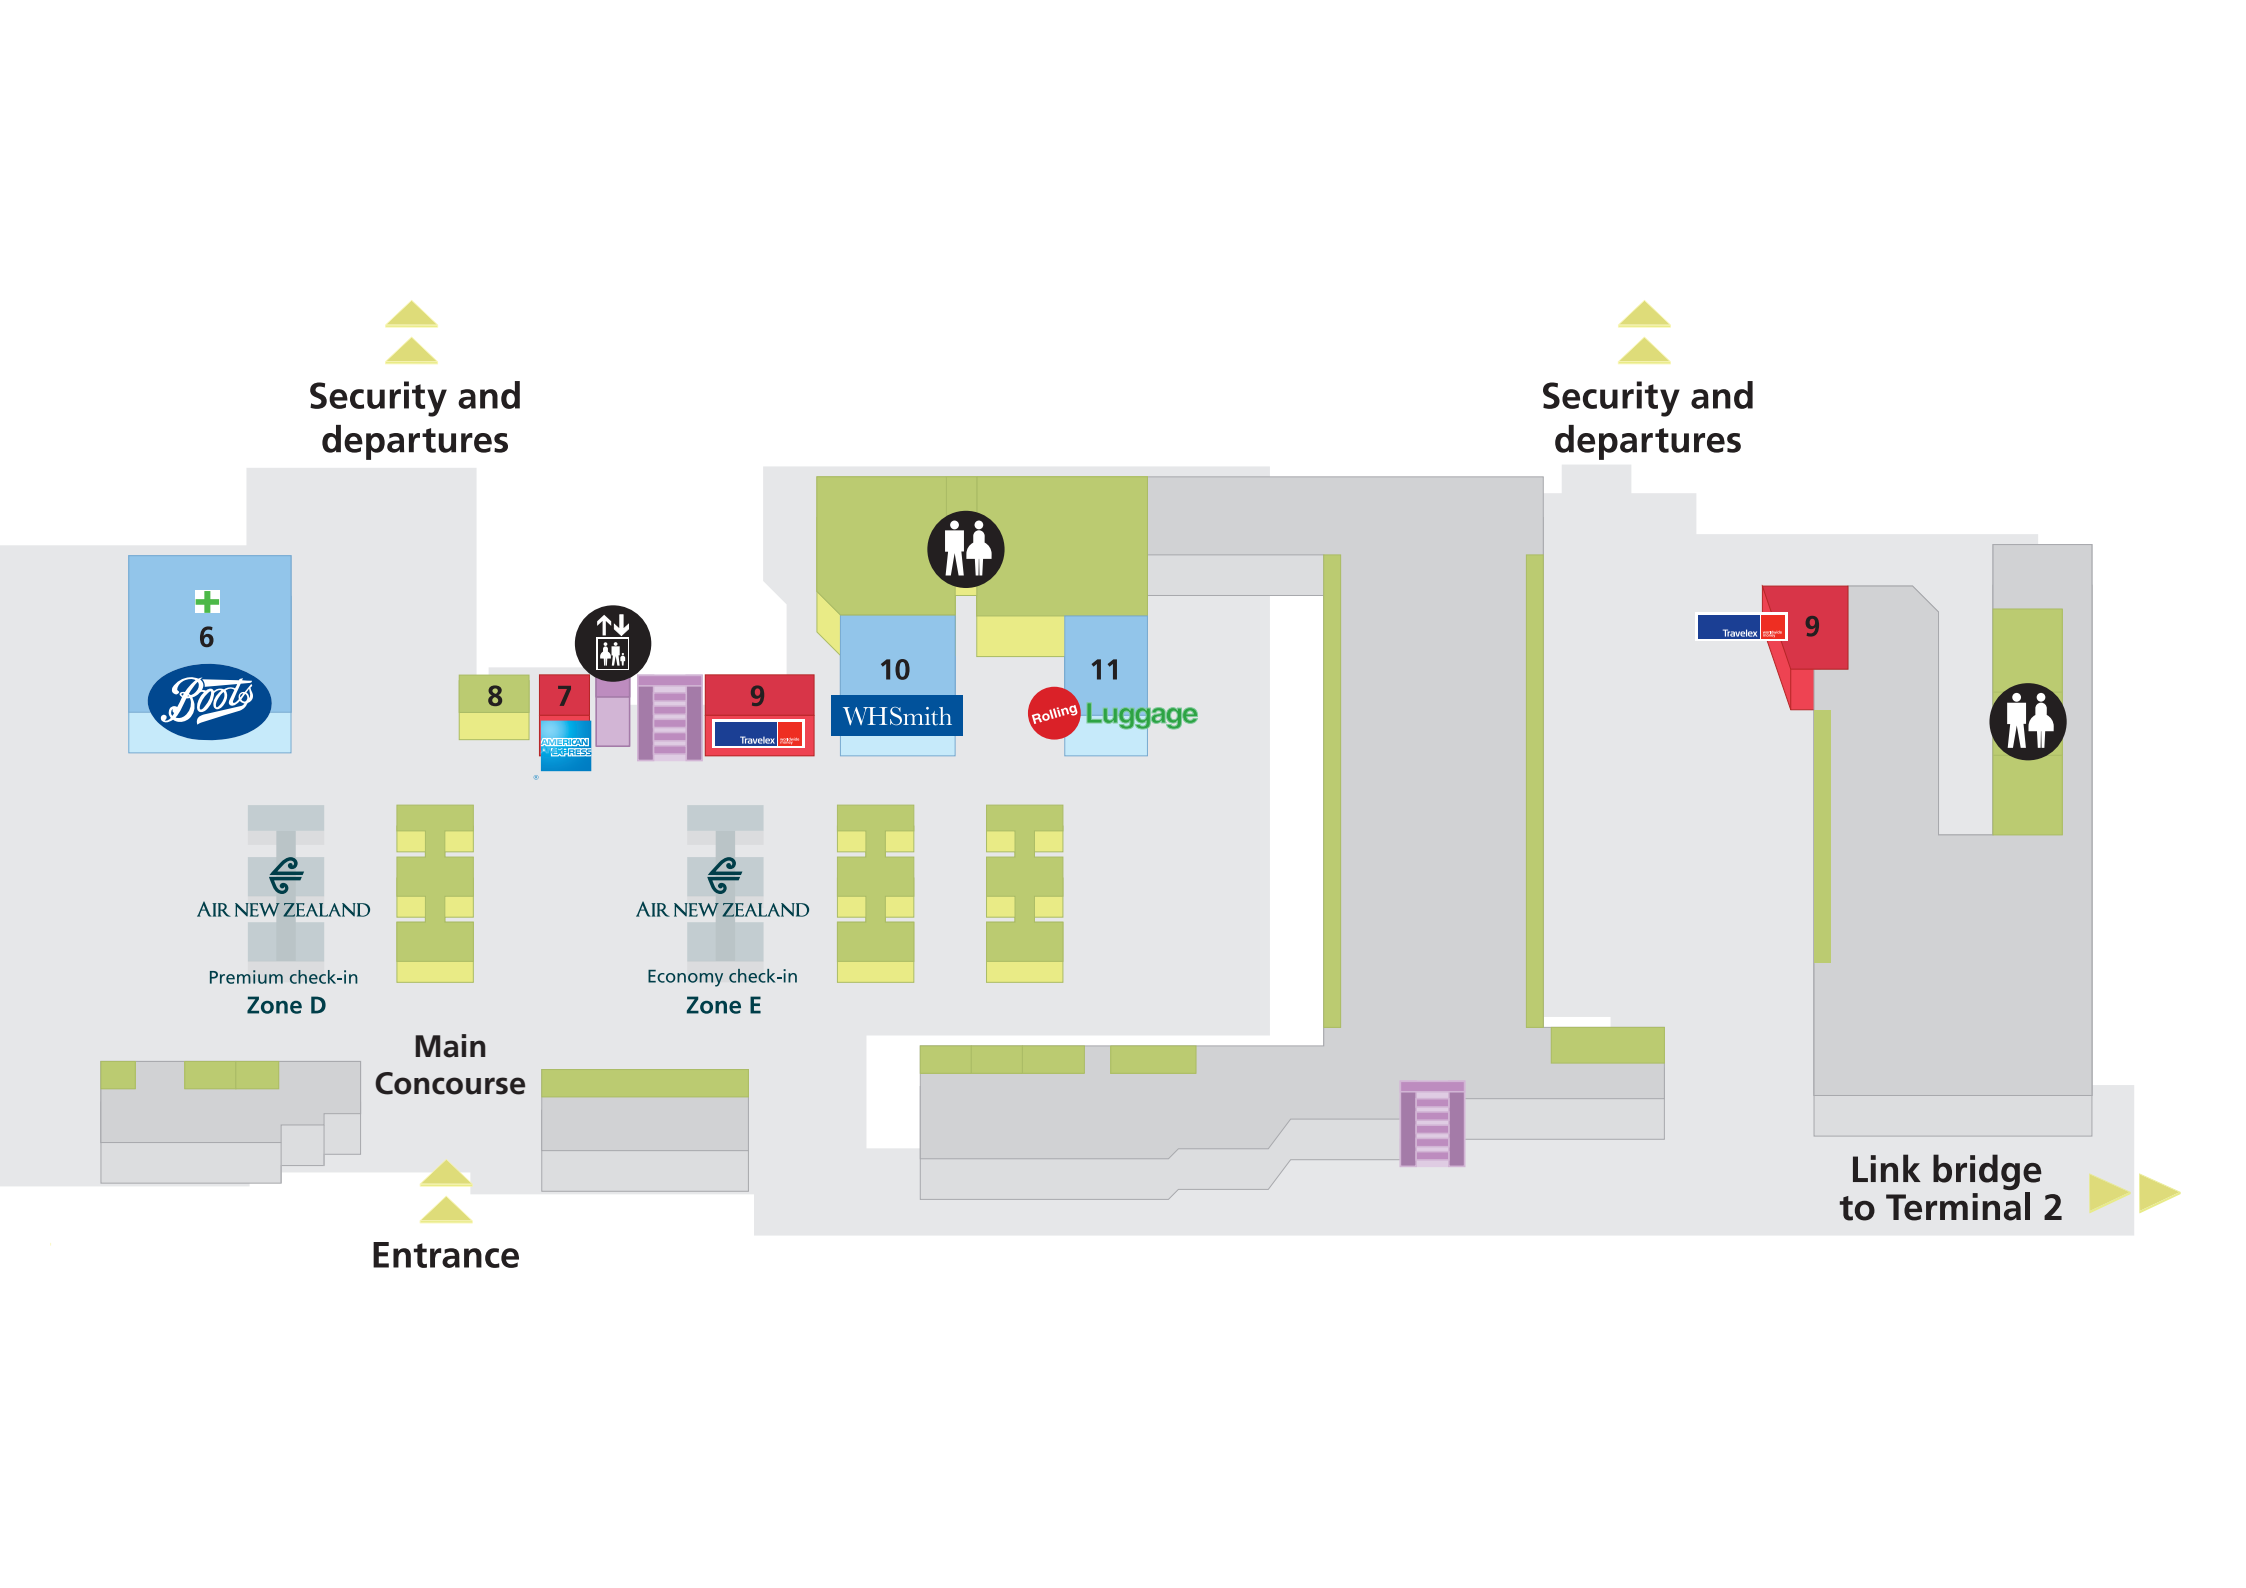 Security and
departures
Security and
departures
6
Boots
8
7
AMERICAN
EXPRESS
®
9
Travelex
10
WHSmith
11
Rolling
Luggage
Travelex
9
AIR NEW ZEALAND
Premium check-in
Zone D
AIR NEW ZEALAND
Economy check-in
Zone E
Main
Concourse
Entrance
Link bridge
to Terminal 2